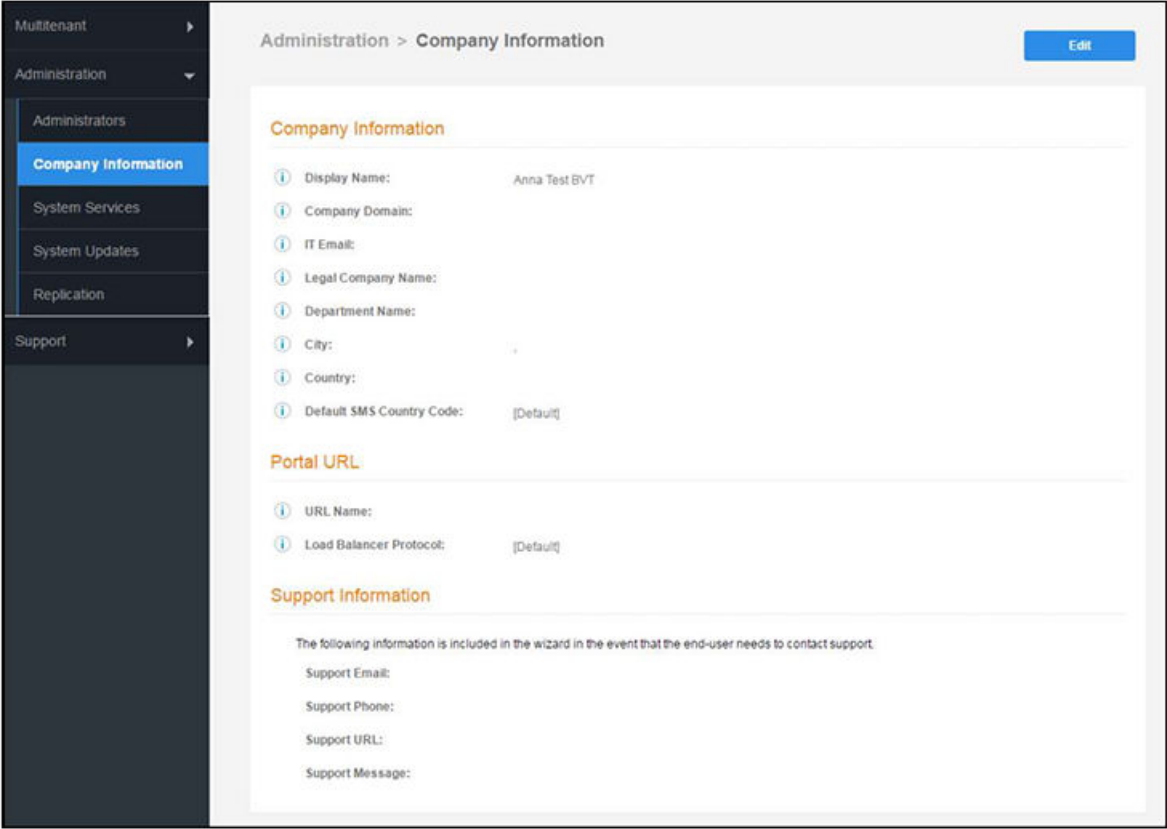 Multitenant
Administration
Administrators
Company Information
System Services
System Updates
Replication
Support
Administration > Company Information
Edit
Company Information
Display Name: Anna Test BVT
Company Domain:
IT Email:
Legal Company Name:
Department Name:
City: ,
Country:
Default SMS Country Code: [Default]
Portal URL
URL Name:
Load Balancer Protocol: [Default]
Support Information
The following information is included in the wizard in the event that the end-user needs to contact support.
Support Email:
Support Phone:
Support URL:
Support Message: